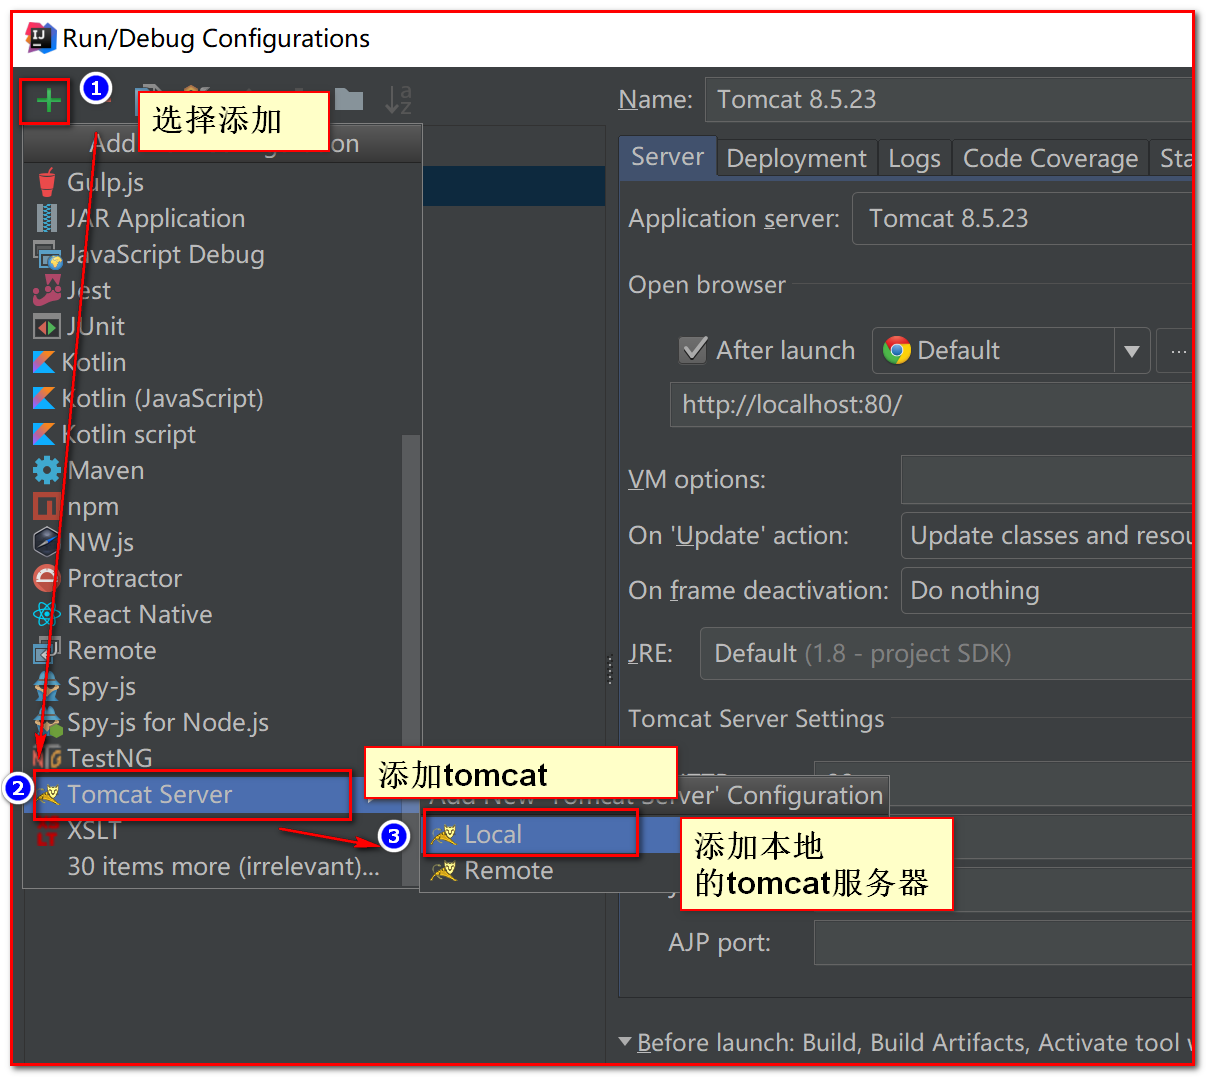 Run/Debug Configurations
1
选择添加
Add
on
Gulp.js
JAR Application
JavaScript Debug
Jest
JUnit
Kotlin
Kotlin (JavaScript)
Kotlin script
Maven
npm
NW.js
Protractor
React Native
Remote
Spy-js
Spy-js for Node.js
TestNG
2
Tomcat Server
XSLT
30 items more (irrelevant)...
添加tomcat
Add New 'Tomcat Server' Configuration
3
Local
Remote
添加本地
的tomcat服务器
Name: Tomcat 8.5.23
Server Deployment Logs Code Coverage Sta
Application server: Tomcat 8.5.23
Open browser
After launch Default ...
http://localhost:80/
VM options:
On 'Update' action: Update classes and resou
On frame deactivation: Do nothing
JRE: Default (1.8 - project SDK)
Tomcat Server Settings
AJP port:
Before launch: Build, Build Artifacts, Activate tool w